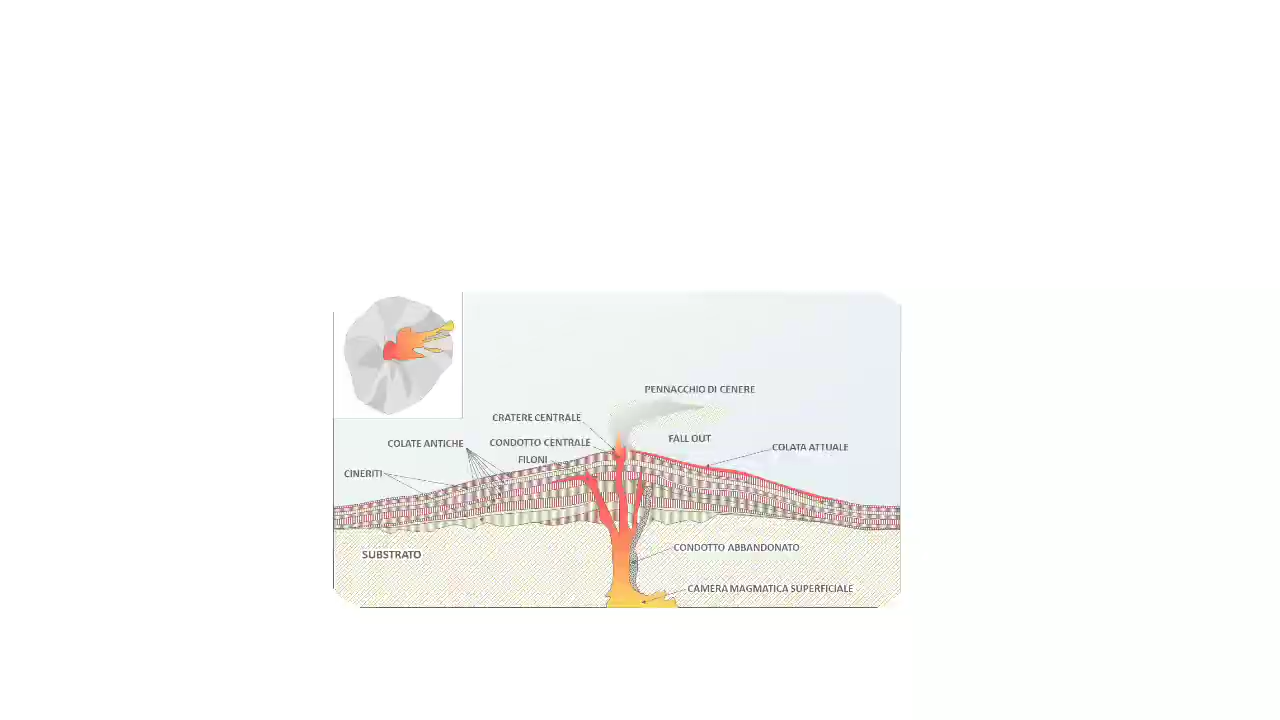 PENNACCHIO DI CENERE
CRATERE CENTRALE
FALL OUT
COLATE ANTICHE
CONDOTTO CENTRALE
COLATA ATTUALE
FILONI
CINERITI
SUBSTRATO
CONDOTTO ABBANDONATO
CAMERA MAGMATICA SUPERFICIALE